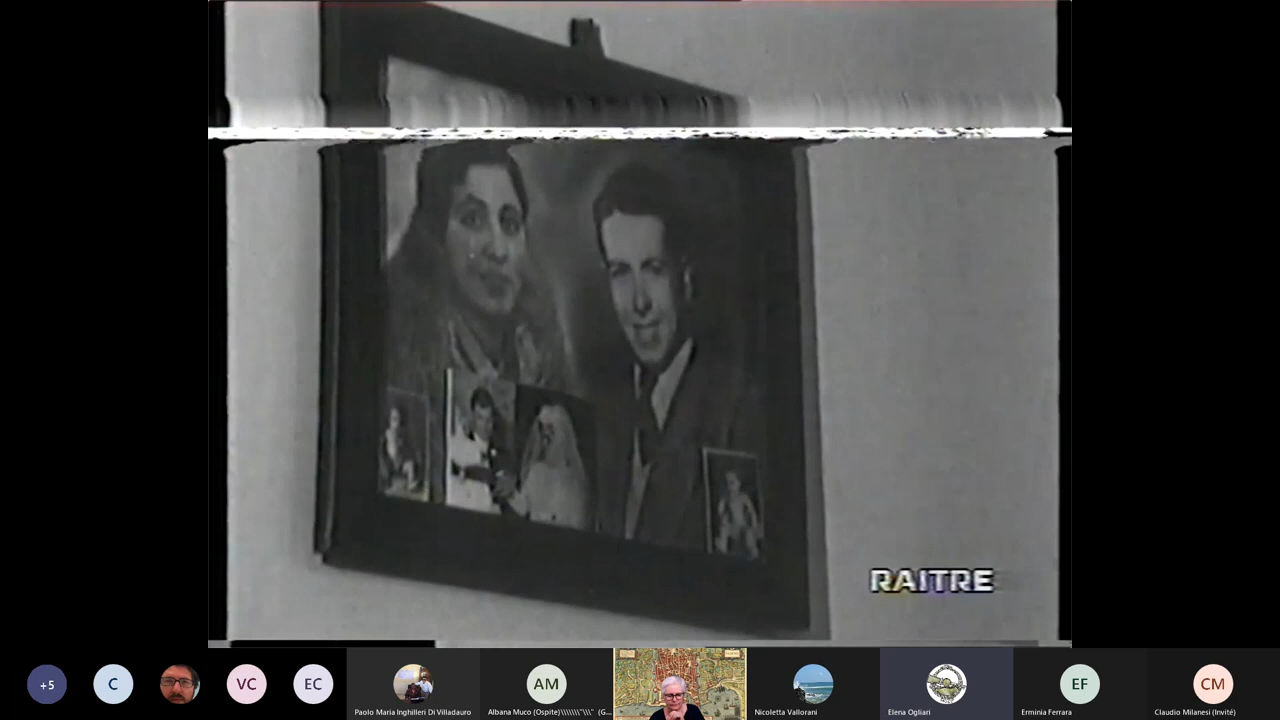 RAITRE
+5
C
VC
EC
Paolo Maria Inghilleri Di Villadauro
AM
Albana Muco (Ospite)\\\\\\\"\\\" (G...
Nicoletta Vallorani
Elena Ogliari
EF
Erminia Ferrara
CM
Claudio Milanesi (Invité)